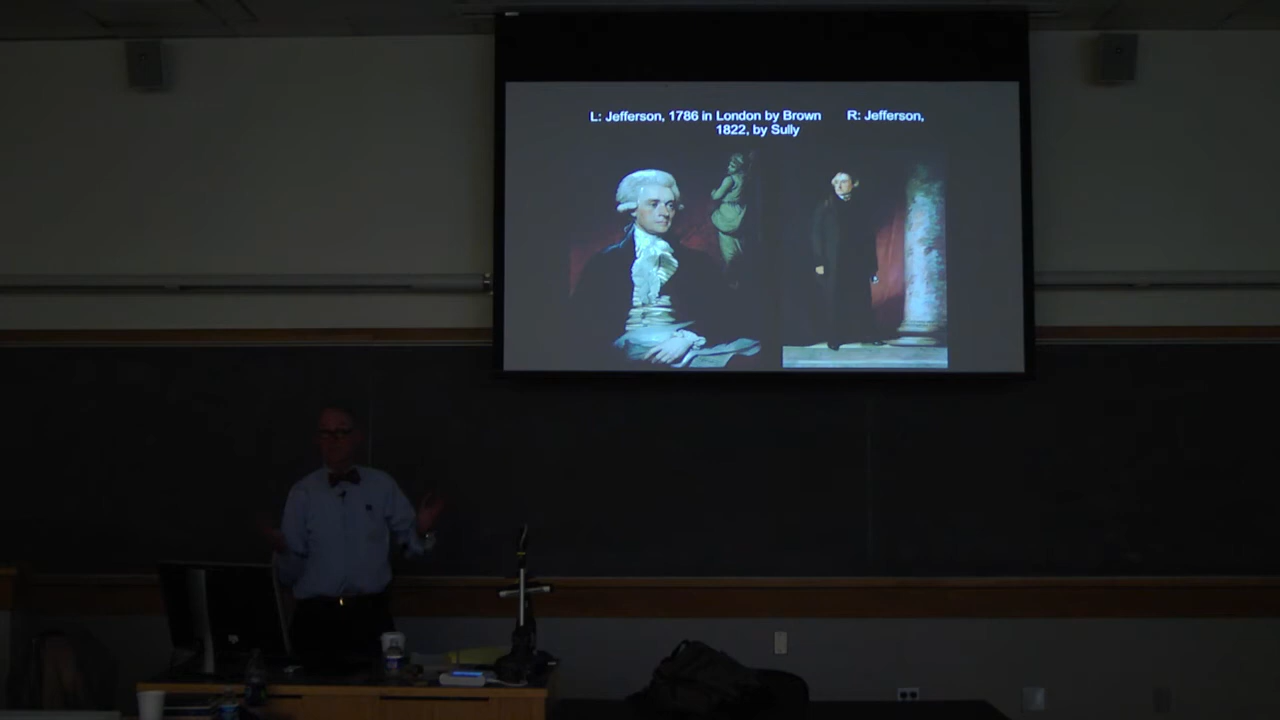 L: Jefferson, 1786 in London by Brown R: Jefferson,
1822, by Sully